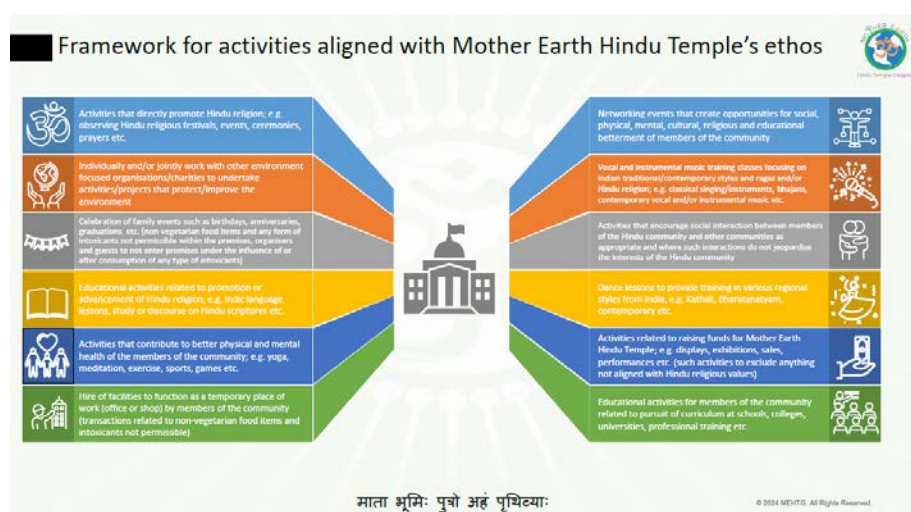 Framework for activities aligned with Mother Earth Hindu Temple's ethos
Activities that directly promote Hindu religion; e.g.
observing Hindu religious festivals, events, ceremonies,
prayers etc.
Individually and/or jointly work with other environment
focused organisations/charities to undertake
activities/projects that protect/improve the
environment
Celebration of family events such as birthdays, anniversaries,
graduations etc. (non vegetarian food items and any form of
intoxicants not permissible within the premises, organisers
and guests to not enter premises under the influence of or
after consumption of any type of intoxicants)
Educational activities related to promotion or
advancement of Hindu religion, e.g. Indic language
lessons, study or discourse on Hindu scriptures etc.
Activities that contribute to better physical and mental
health of the members of the community; e.g. yoga,
meditation, exercise, sports, games etc.
Hire of facilities to function as a temporary place of
work (office or shop) by members of the community
(transactions related to non-vegetarian food items and
intoxicants not permissible)
Networking events that create opportunities for social,
physical, mental, cultural, religious and educational
betterment of members of the community
Vocal and instrumental music training classes focusing on
Indian traditional/contemporary styles and ragas and/or
Hindu religion; e.g. classical singing/instruments, bhajans,
contemporary vocal and/or instrumental music etc.
Activities that encourage social interaction between members
of the Hindu community and other communities as
appropriate and where such interactions do not jeopardise
the interests of the Hindu community
Dance lessons to provide training in various regional
styles from India, e.g. Kathak, Bharatanatyam,
contemporary etc.
Activities related to raising funds for Mother Earth
Hindu Temple; e.g. displays, exhibitions, sales,
performances etc. (such activities to exclude anything
not aligned with Hindu religious values)
Educational activities for members of the community
related to pursuit of curriculum at schools, colleges,
universities, professional training etc.
माता भूमिः पुत्रो अहं पृथिव्याः
© 2024 MEHTG. All Rights Reserved.